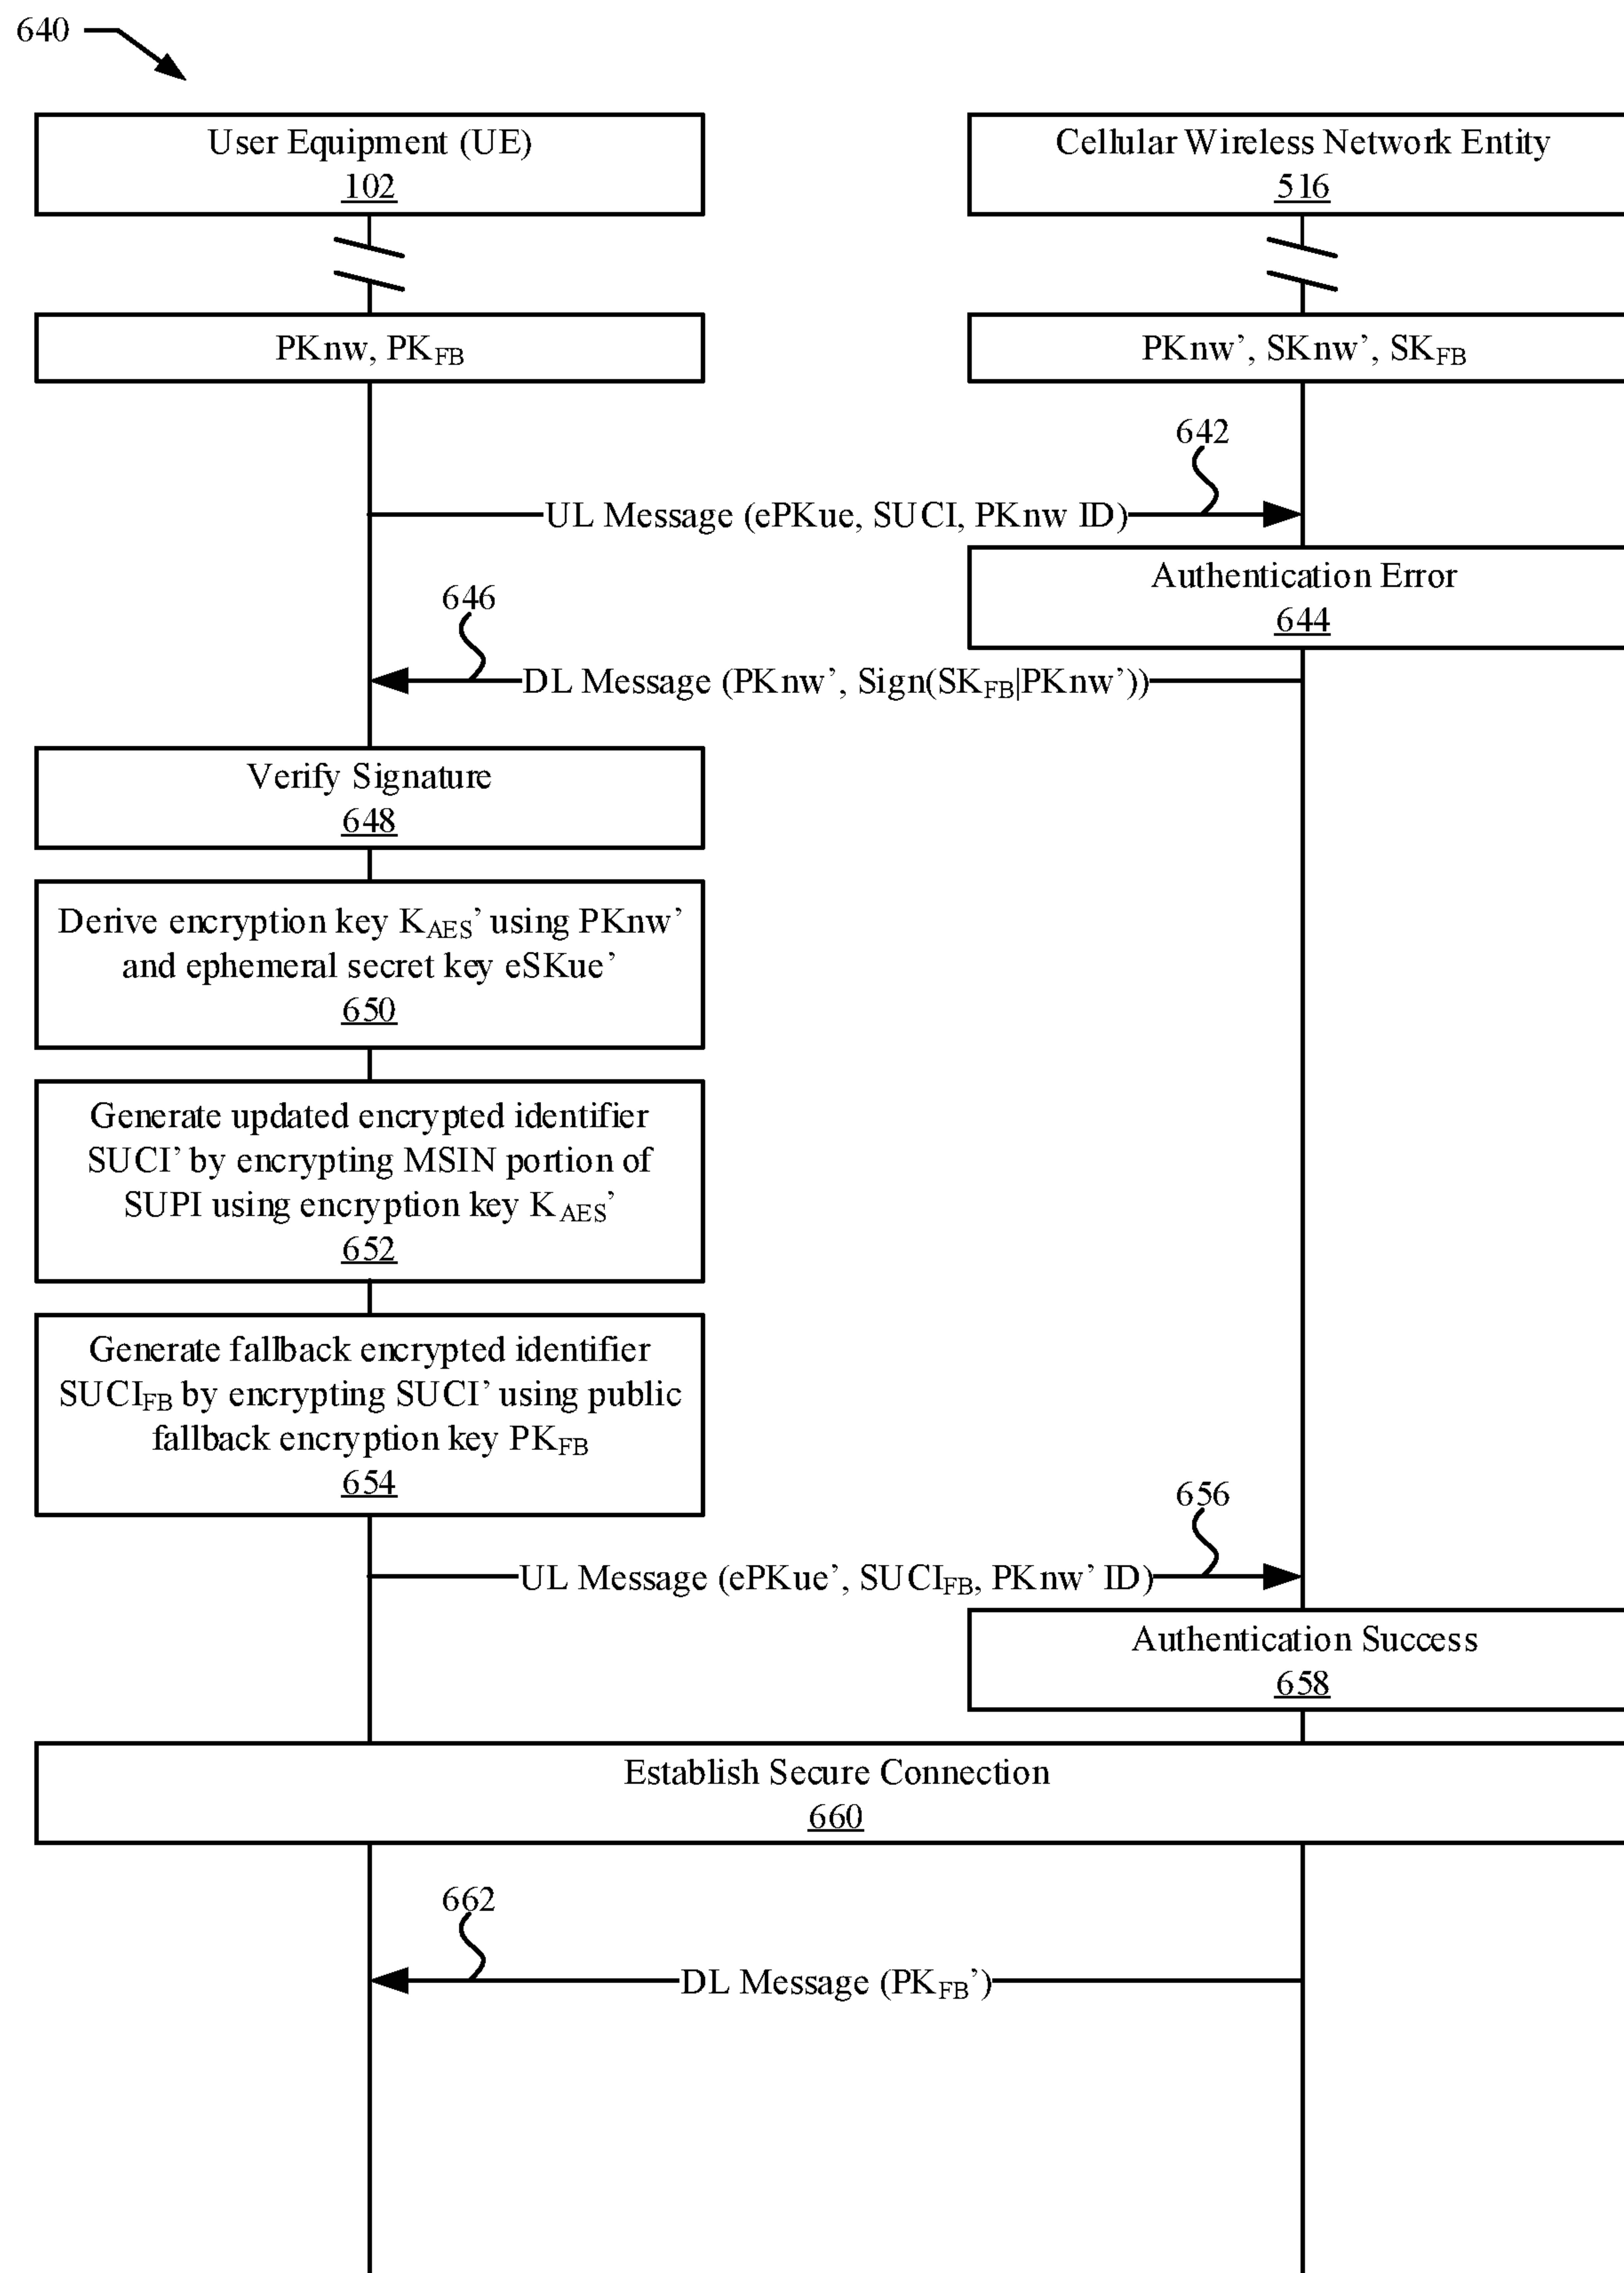 640
User Equipment (UE)
102
Cellular Wireless Network Entity
516
PKnw, PKFB
PKnw’, SKnw’, SKFB
642
UL Message (ePKue, SUCI, PKnw ID)
Authentication Error
644
646
DL Message (PKnw’, Sign(SKFB|PKnw’))
Verify Signature
648
Derive encryption key KAES’ using PKnw’
and ephemeral secret key eSKue’
650
Generate updated encrypted identifier
SUCI’ by encrypting MSIN portion of
SUPI using encryption key KAES’
652
Generate fallback encrypted identifier
SUCIFB by encrypting SUCI’ using public
fallback encryption key PKFB
654
656
UL Message (ePKue’, SUCIFB, PKnw’ ID)
Authentication Success
658
Establish Secure Connection
660
662
DL Message (PKFB’)